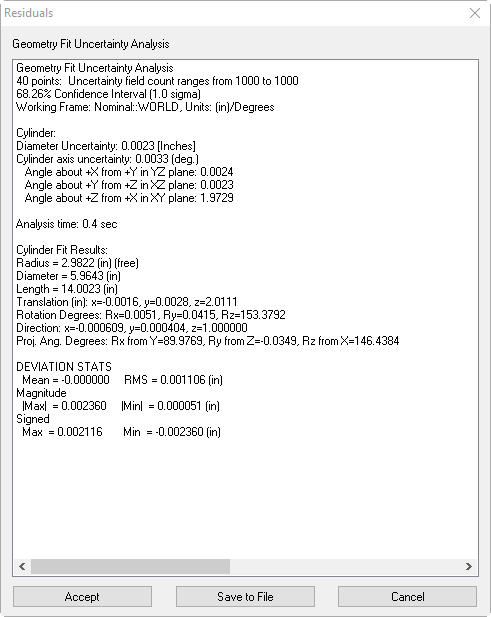 Residuals
Geometry Fit Uncertainty Analysis
Geometry Fit Uncertainty Analysis
40 points:  Uncertainty field count ranges from 1000 to 1000
68.26% Confidence Interval (1.0 sigma)
Working Frame: Nominal::WORLD, Units: (in)/Degrees
Cylinder:
Diameter Uncertainty: 0.0023 [Inches]
Cylinder axis uncertainty: 0.0033 (deg.)
Angle about +X from +Y in YZ plane: 0.0024
Angle about +Y from +Z in XZ plane: 0.0023
Angle about +Z from +X in XY plane: 1.9729
Analysis time: 0.4 sec
Cylinder Fit Results:
Radius = 2.9822 (in) (free)
Diameter = 5.9643 (in)
Length = 14.0023 (in)
Translation (in): x=-0.0016, y=0.0028, z=2.0111
Rotation Degrees: Rx=0.0051, Ry=0.0415, Rz=153.3792
Direction: x=-0.000609, y=0.000404, z=1.000000
Proj. Ang. Degrees: Rx from Y=89.9769, Ry from Z=-0.0349, Rz from X=146.4384
DEVIATION STATS
Mean = -0.000000    RMS = 0.001106 (in)
Magnitude
|Max|  = 0.002360    |Min|  = 0.000051 (in)
Signed
Max  = 0.002116      Min  = -0.002360 (in)
Accept
Save to File
Cancel